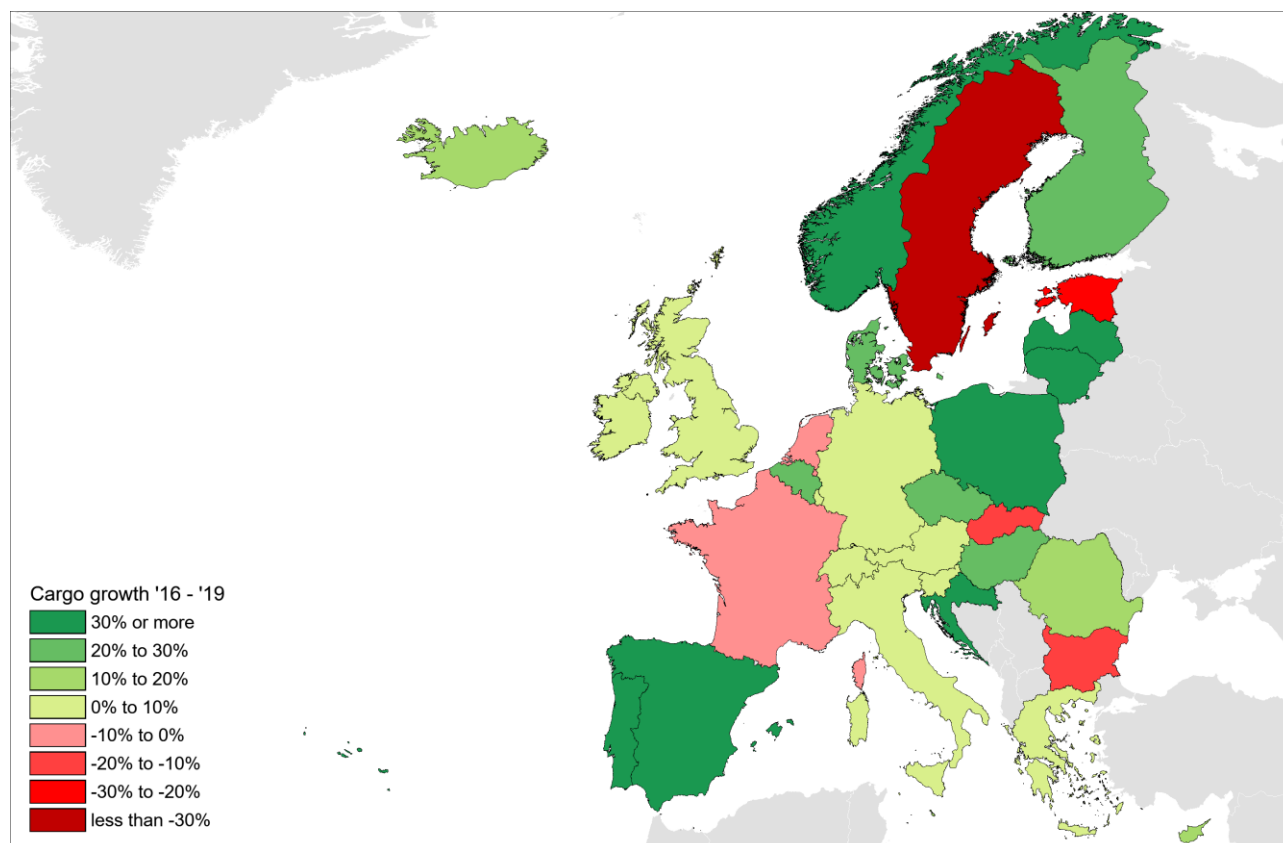 Cargo growth '16 - '19
30% or more
20% to 30%
10% to 20%
0% to 10%
-10% to 0%
-20% to -10%
-30% to -20%
less than -30%